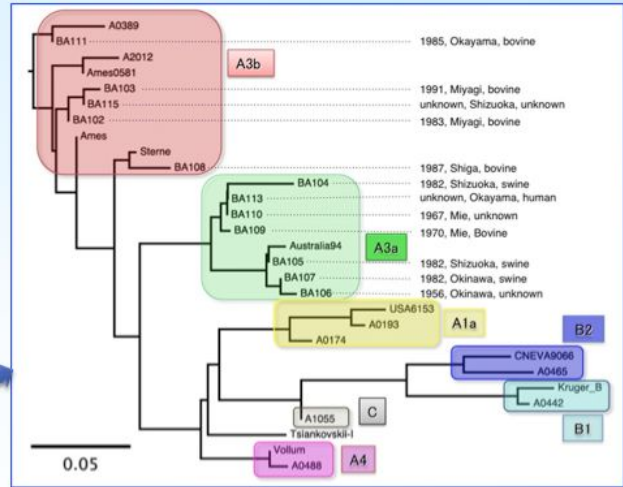 A0389
BA111 1985, Okayama, bovine
A2012
A3b
Ames0581
BA103 1991, Miyagi, bovine
BA115 unknown, Shizuoka, unknown
BA102 1983, Miyagi, bovine
Ames
Sterne
BA108 1987, Shiga, bovine
BA104 1982, Shizuoka, swine
BA113 unknown, Okayama, human
BA110 1967, Mie, unknown
BA109 1970, Mie, Bovine
Australia94 A3a
BA105 1982, Shizuoka, swine
BA107 1982, Okinawa, swine
BA106 1956, Okinawa, unknown
USA6153
A0193 A1a B2
A0174
CNEVA9066
A0465
Kruger_B
C A0442
A1055
Tsiankovskii-I B1
Vollum
A4
A0488
0.05